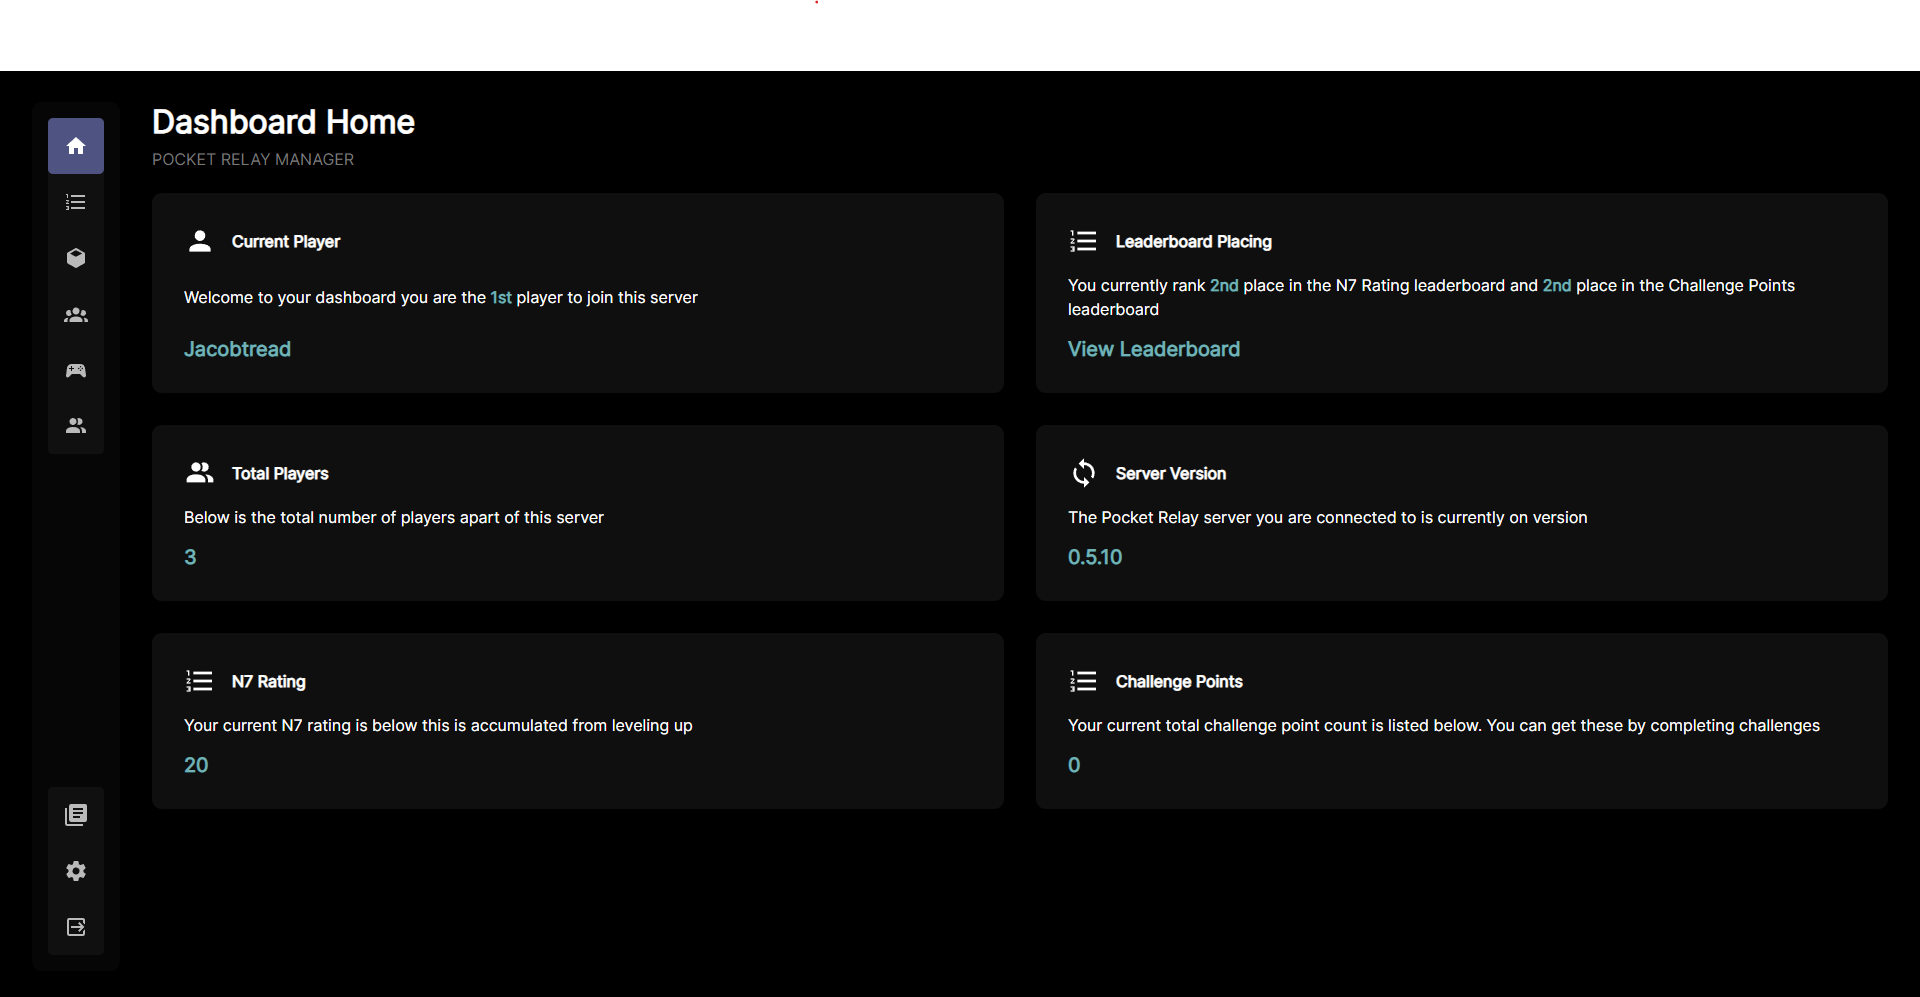 Dashboard Home
POCKET RELAY MANAGER
Current Player
Welcome to your dashboard you are the 1st player to join this server
Jacobtread
Leaderboard Placing
You currently rank 2nd place in the N7 Rating leaderboard and 2nd place in the Challenge Points
leaderboard
View Leaderboard
Total Players
Below is the total number of players apart of this server
3
Server Version
The Pocket Relay server you are connected to is currently on version
0.5.10
N7 Rating
Your current N7 rating is below this is accumulated from leveling up
20
Challenge Points
Your current total challenge point count is listed below. You can get these by completing challenges
0